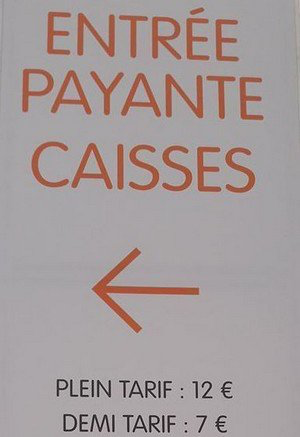 ENTRÉE
PAYANTE
CAISSES
PLEIN TARIF : 12 €
DEMI TARIF : 7 €